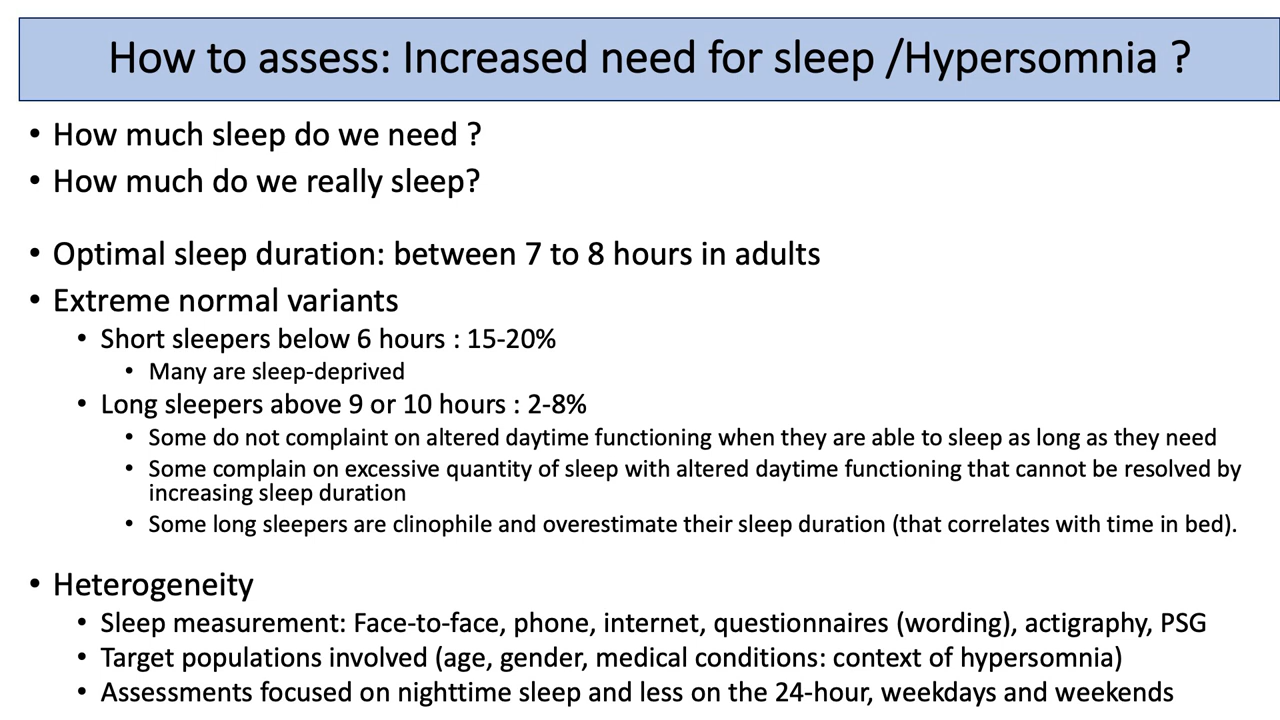 How to assess: Increased need for sleep /Hypersomnia ?
• How much sleep do we need ?
• How much do we really sleep?
• Optimal sleep duration: between 7 to 8 hours in adults
• Extreme normal variants
• Short sleepers below 6 hours : 15-20%
• Many are sleep-deprived
• Long sleepers above 9 or 10 hours : 2-8%
• Some do not complaint on altered daytime functioning when they are able to sleep as long as they need
• Some complain on excessive quantity of sleep with altered daytime functioning that cannot be resolved by
increasing sleep duration
• Some long sleepers are clinophile and overestimate their sleep duration (that correlates with time in bed).
• Heterogeneity
• Sleep measurement: Face-to-face, phone, internet, questionnaires (wording), actigraphy, PSG
• Target populations involved (age, gender, medical conditions: context of hypersomnia)
• Assessments focused on nighttime sleep and less on the 24-hour, weekdays and weekends